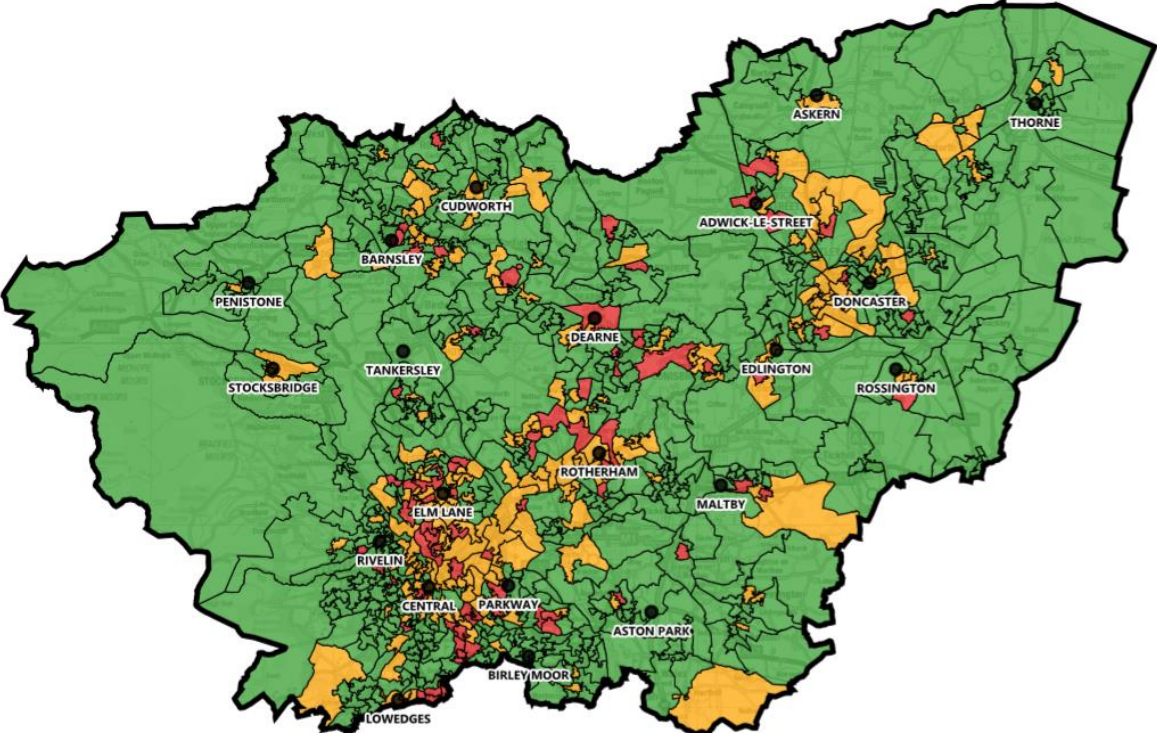 ASKERN
THORNE
CUDWORTH
ADWICK-LE-STREET
BARNSLEY
PENISTONE
DONCASTER
DEARNE
TANKERSLEY
EDLINGTON
STOCKSBRIDGE
ROSSINGTON
ROTHERHAM
MALTBY
ELM LANE
RIVELIN
CENTRAL
PARKWAY
ASTON PARK
BIRLEY MOOR
LOWEDGES